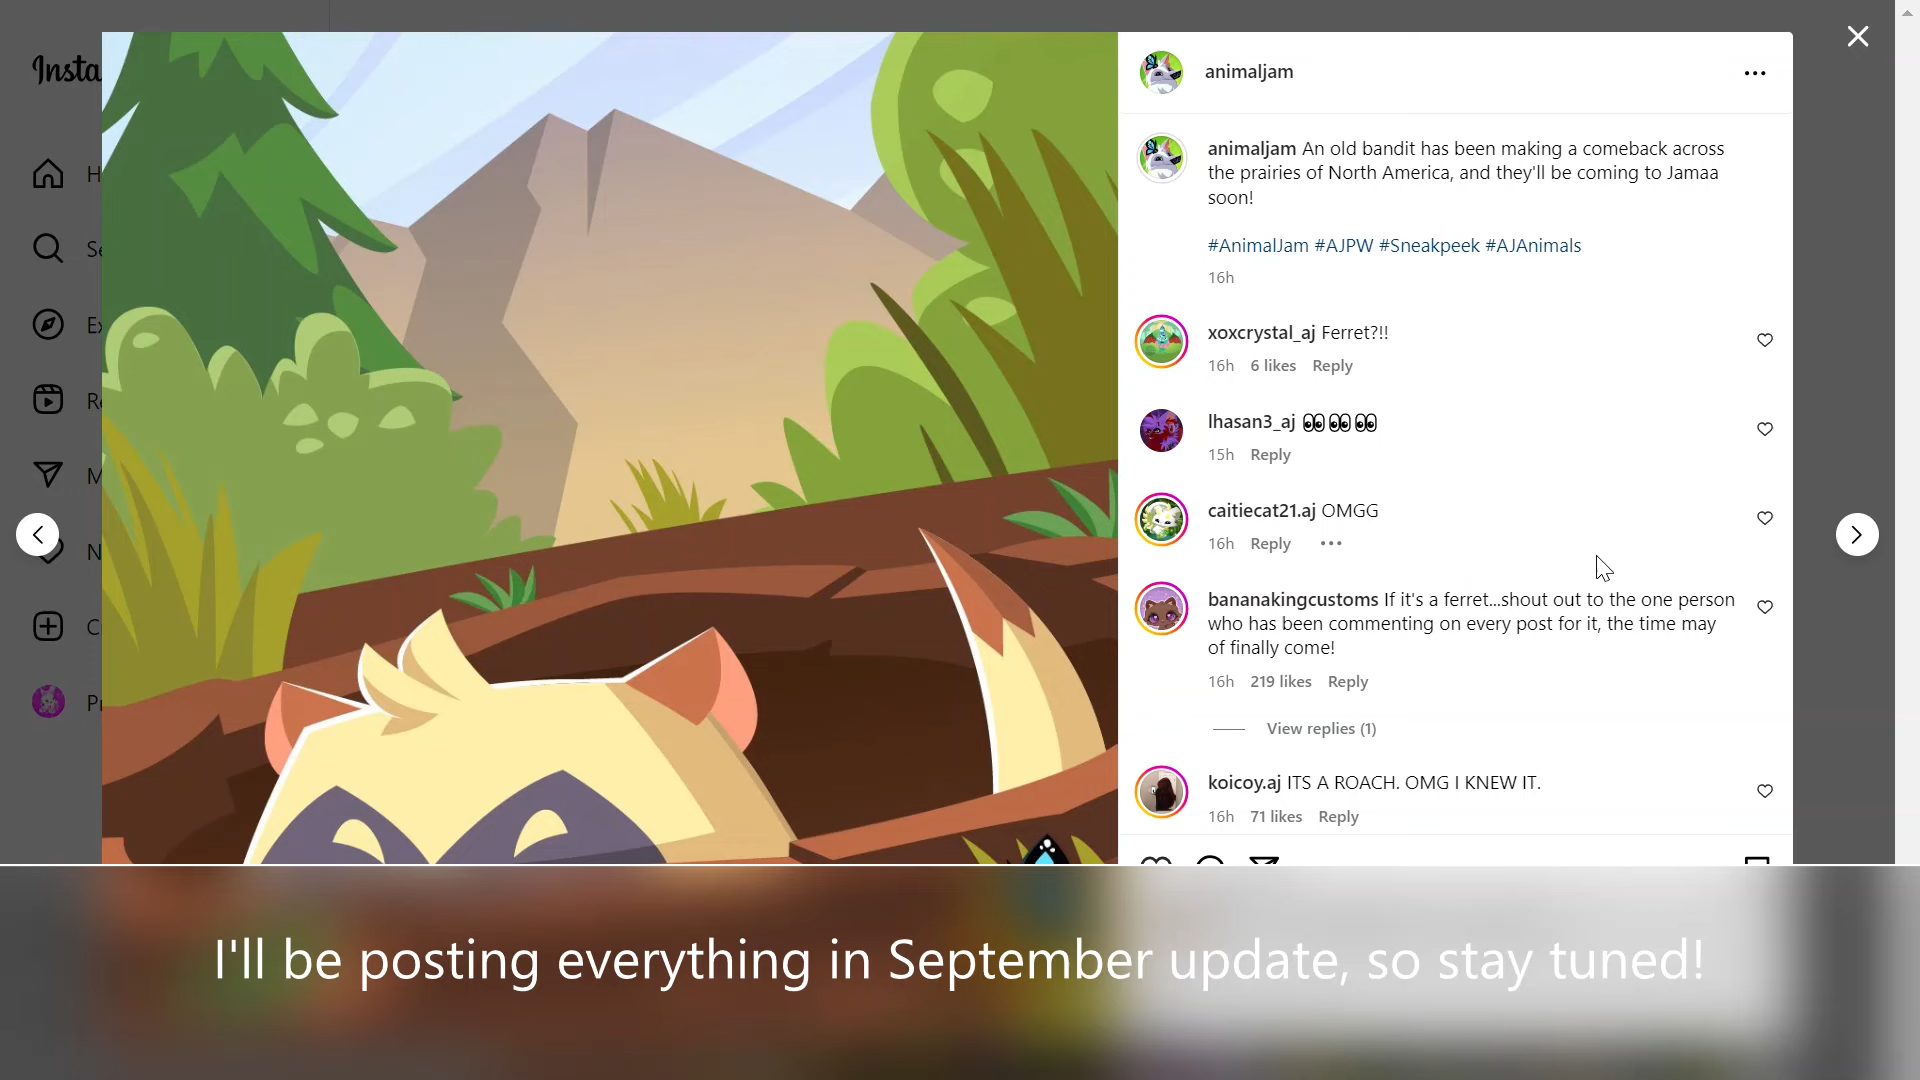 Insta
H
Se
Ex
Re
M
N
C
Pr
animaljam
animaljam An old bandit has been making a comeback across
the prairies of North America, and they'll be coming to Jamaa
soon!
#AnimalJam #AJPW #Sneakpeek #AJAnimals
16h
xoxcrystal_aj Ferret?!!
16h 6 likes Reply
lhasan3_aj 👀👀👀
15h Reply
caitiecat21.aj OMGG
16h Reply
bananakingcustoms If it's a ferret...shout out to the one person
who has been commenting on every post for it, the time may
of finally come!
16h 219 likes Reply
View replies (1)
koicoy.aj ITS A ROACH. OMG I KNEW IT.
16h 71 likes Reply
I'll be posting everything in September update, so stay tuned!